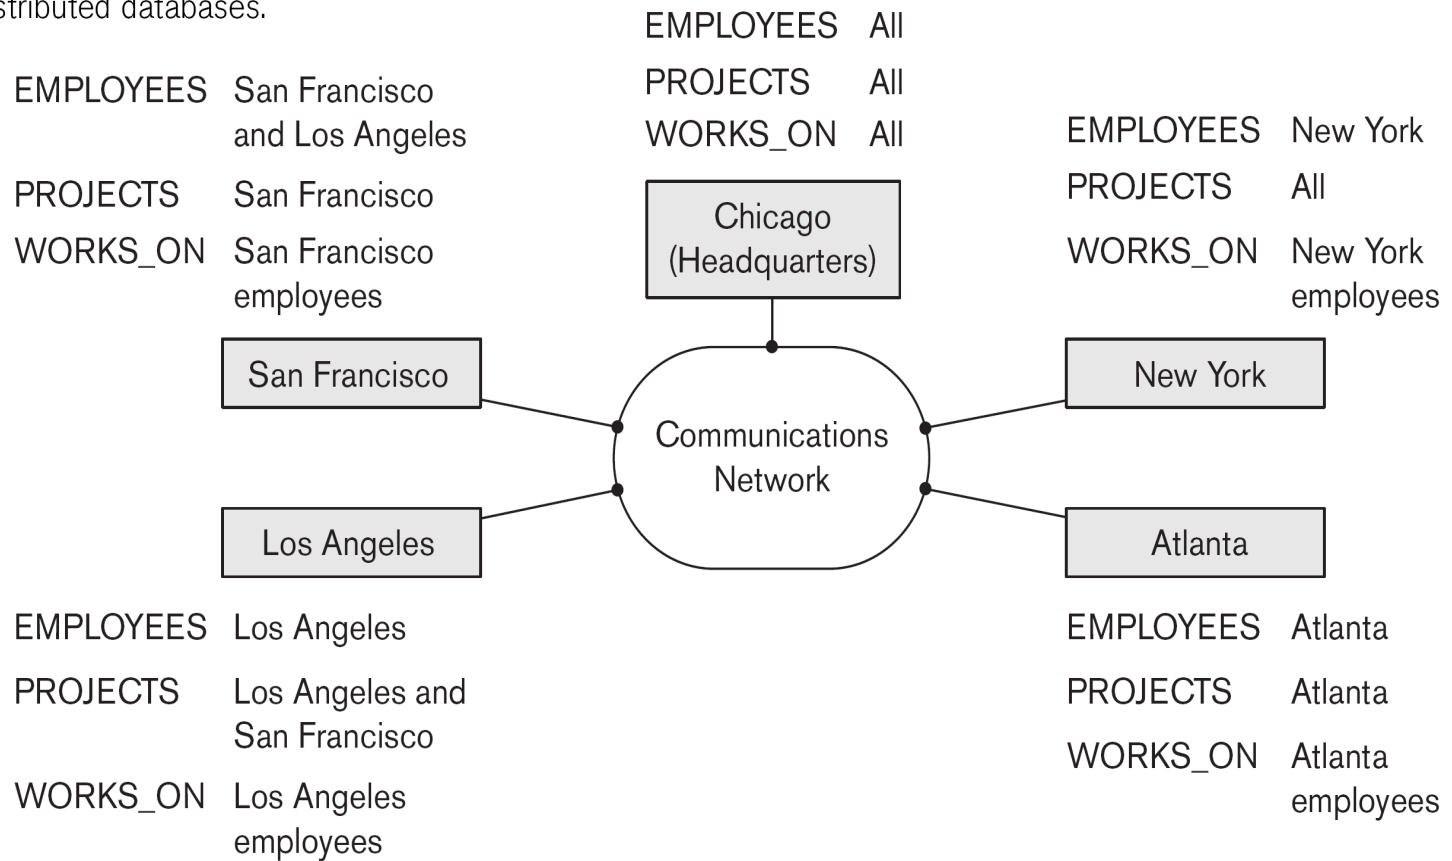 stributed databases.
EMPLOYEES All
PROJECTS All
WORKS_ON All
EMPLOYEES San Francisco
and Los Angeles
PROJECTS San Francisco
WORKS_ON San Francisco
employees
EMPLOYEES New York
PROJECTS All
WORKS_ON New York
employees
Chicago
(Headquarters)
San Francisco
New York
Communications
Network
Los Angeles
Atlanta
EMPLOYEES Los Angeles
PROJECTS Los Angeles and
San Francisco
WORKS_ON Los Angeles
employees
EMPLOYEES Atlanta
PROJECTS Atlanta
WORKS_ON Atlanta
employees